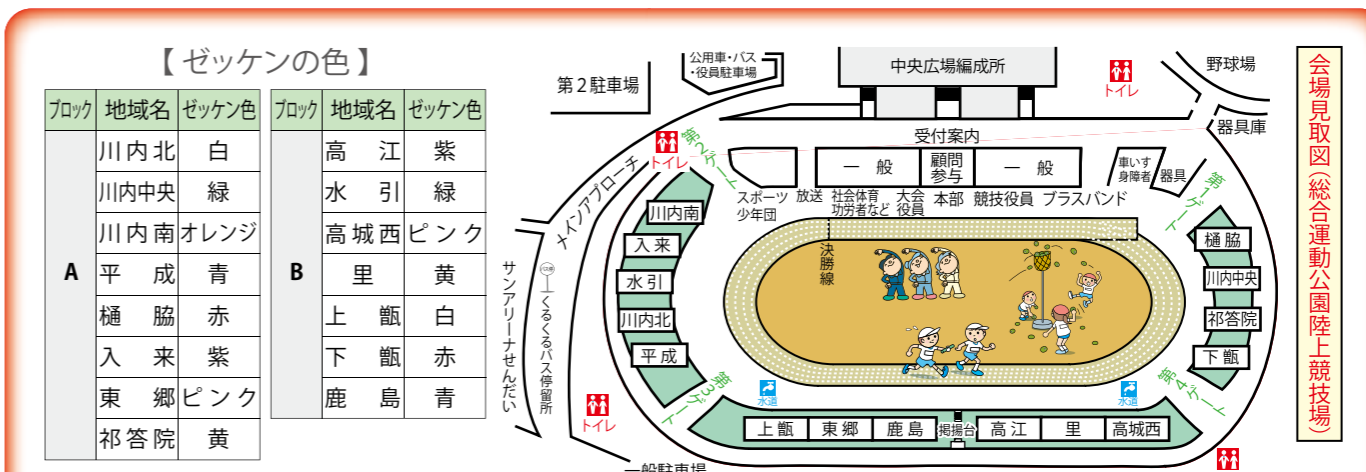 【ゼッケンの色】
ブロック 地域名 ゼッケン色
A
川内北 白
川内中央 緑
川内南 オレンジ
平成 青
樋脇 赤
入来 紫
東郷 ピンク
祁答院 黄
ブロック 地域名 ゼッケン色
B
高江 紫
水引 緑
高城西 ピンク
里 黄
上甑 白
下甑 赤
鹿島 青
会場見取図(総合運動公園陸上競技場)
第2駐車場
公用車・バス
・役員駐車場
中央広場編成所
トイレ
野球場
器具庫
受付案内
第2ゲート
トイレ
メインアプローチ
一般
顧問
参与
一般
車いす
身障者
器具
第1ゲート
スポーツ
少年団
放送
社会体育
功労者など
大会
役員
本部
競技役員
ブラスバンド
決勝線
川内南
入来
水引
川内北
平成
樋脇
川内中央
祁答院
下甑
サンアリーナせんだい
くるくるバス停留所
第3ゲート
第4ゲート
水道
水道
トイレ
上甑
東郷
鹿島
掲揚台
高江
里
高城西
一般駐車場